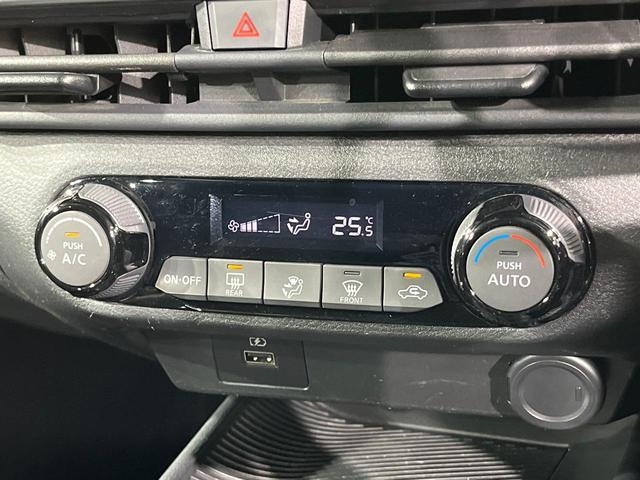 25.5 °C
PUSH
A/C
ON·OFF
REAR
FRONT
PUSH
AUTO